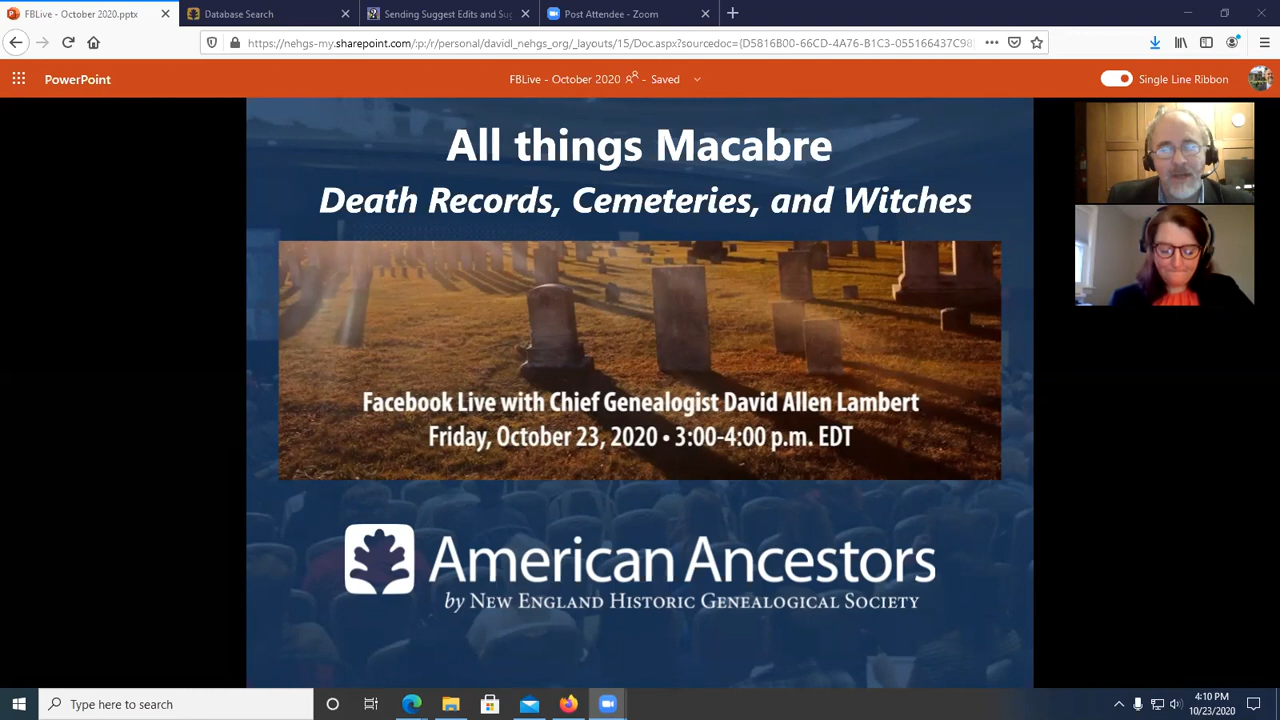 FBLive - October 2020.pptx
Database Search
Sending Suggest Edits and Sug
Post Attendee - Zoom
https://nehgs-my.sharepoint.com/:p:/r/personal/davidl_nehgs_org/_layouts/15/Doc.aspx?sourcedoc={D5816B00-66CD-4A76-B1C3-055166437C98
PowerPoint
FBLive - October 2020 - Saved
Single Line Ribbon
All things Macabre
Death Records, Cemeteries, and Witches
Facebook Live with Chief Genealogist David Allen Lambert
Friday, October 23, 2020 • 3:00-4:00 p.m. EDT
American Ancestors
by NEW ENGLAND HISTORIC GENEALOGICAL SOCIETY
Type here to search
4:10 PM
10/23/2020